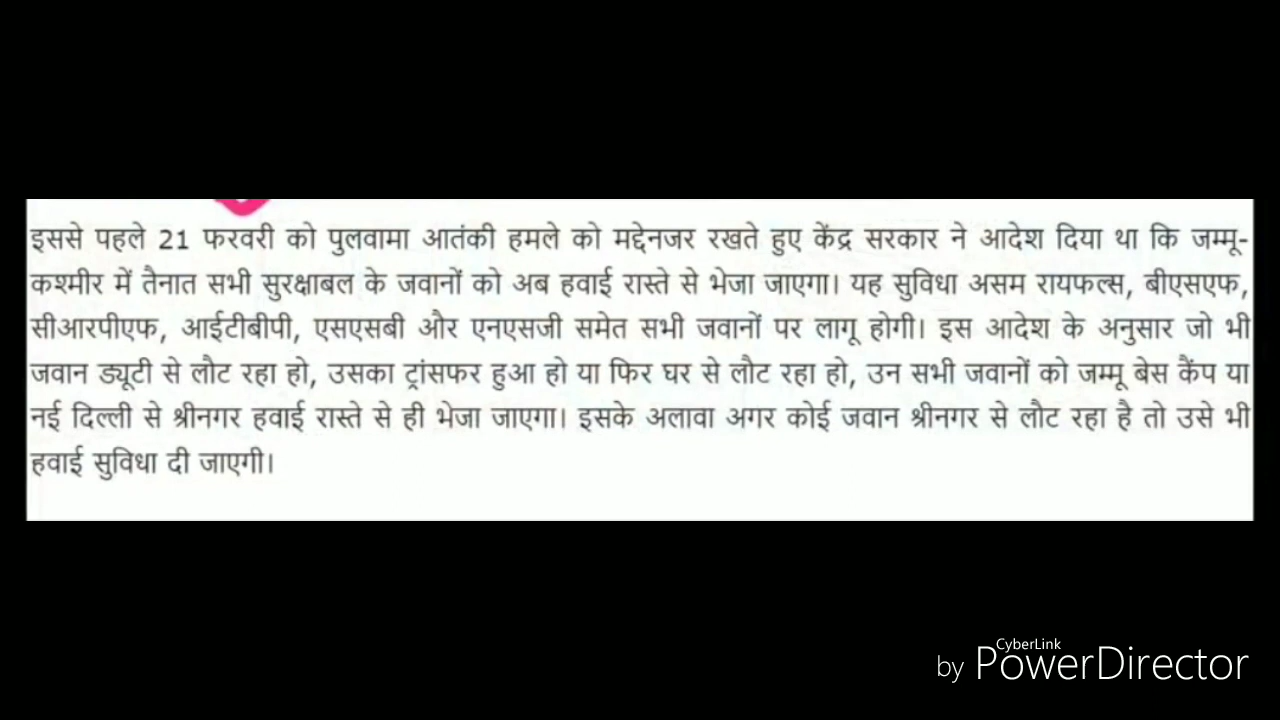 इससे पहले 21 फरवरी को पुलवामा आतंकी हमले को मद्देनजर रखते हुए केंद्र सरकार ने आदेश दिया था कि जम्मू-
कश्मीर में तैनात सभी सुरक्षाबल के जवानों को अब हवाई रास्ते से भेजा जाएगा। यह सुविधा असम रायफल्स, बीएसएफ,
सीआरपीएफ, आईटीबीपी, एसएसबी और एनएसजी समेत सभी जवानों पर लागू होगी। इस आदेश के अनुसार जो भी
जवान ड्यूटी से लौट रहा हो, उसका ट्रांसफर हुआ हो या फिर घर से लौट रहा हो, उन सभी जवानों को जम्मू बेस कैंप या
नई दिल्ली से श्रीनगर हवाई रास्ते से ही भेजा जाएगा। इसके अलावा अगर कोई जवान श्रीनगर से लौट रहा है तो उसे भी
हवाई सुविधा दी जाएगी।
CyberLink
by PowerDirector